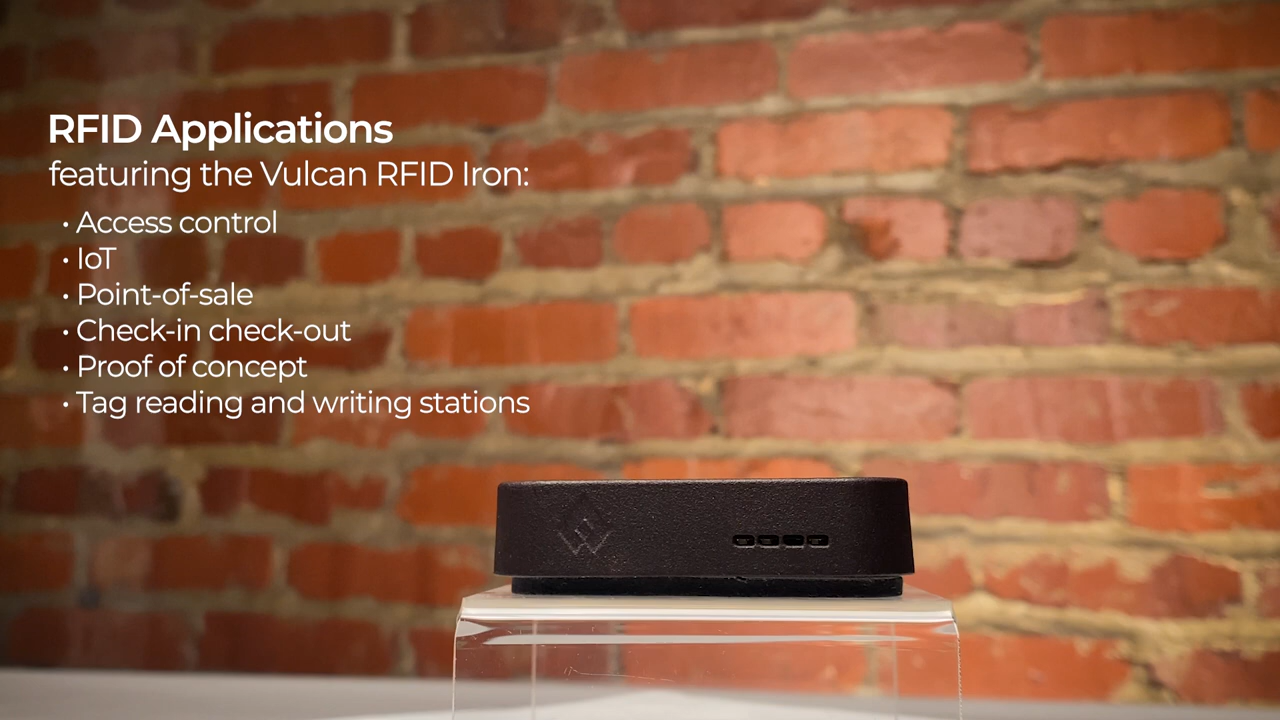 RFID Applications
featuring the Vulcan RFID Iron:
• Access control
• IoT
• Point-of-sale
• Check-in check-out
• Proof of concept
• Tag reading and writing stations